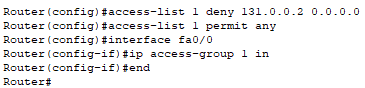 Router(config)#access-list 1 deny 131.0.0.2 0.0.0.0
Router(config)#access-list 1 permit any
Router(config)#interface fa0/0
Router(config-if)#ip access-group 1 in
Router(config-if)#end
Router#